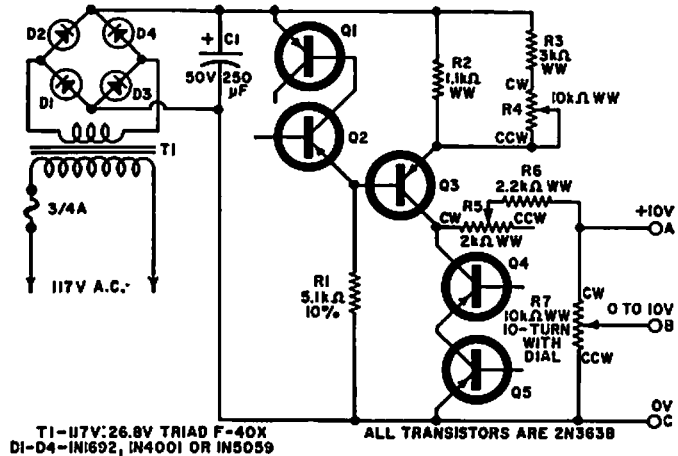 D2
D4
D1
D3
+
C1
50V 250
µF
Q1
R2
1.1kΩ
WW
R3
3kΩ
WW
CW
R4
10kΩ WW
CCW
T1
Q2
Q3
R6
2.2kΩ WW
3/4A
CW
R5
CCW
2kΩ WW
+10V
A
117V A.C.
R1
5.1kΩ
10%
Q4
R7
10kΩ WW
10-TURN
WITH
DIAL
CW
0 TO 10V
B
CCW
Q5
0V
C
T1-117V:26.8V TRIAD F-40X
D1-D4-IN1692, IN4001 OR IN5059
ALL TRANSISTORS ARE 2N3638